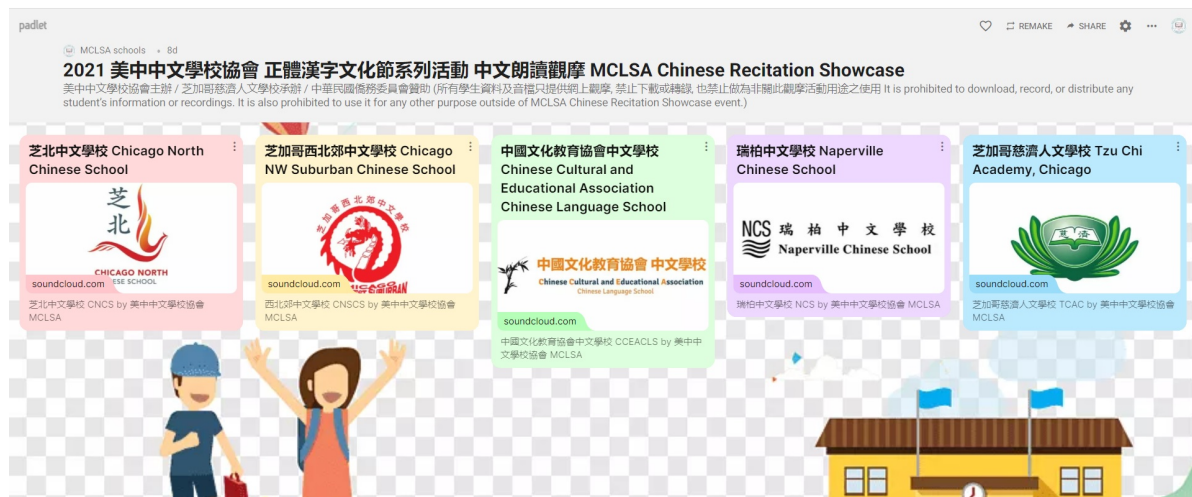 padlet
REMAKE SHARE
MCLSA schools • 8d
2021 美中中文學校協會 正體漢字文化節系列活動 中文朗讀觀摩 MCLSA Chinese Recitation Showcase
美中中文學校協會主辦 / 芝加哥慈濟人文學校承辦 / 中華民國僑務委員會贊助 (所有學生資料及音檔只提供網上觀摩, 禁止下載或轉錄, 也禁止做為非關此觀摩活動用途之使用 It is prohibited to download, record, or distribute any
student's information or recordings. It is also prohibited to use it for any other purpose outside of MCLSA Chinese Recitation Showcase event.)
芝北中文學校 Chicago North
Chinese School
芝北
CHICAGO NORTH
ESE SCHOOL
soundcloud.com
芝北中文學校 CNCS by 美中中文學校協會
MCLSA
芝加哥西北郊中文學校 Chicago
NW Suburban Chinese School
芝加哥西北郊中文學校
soundcloud.com
西北郊中文學校 CNSCS by 美中中文學校協會
MCLSA
中國文化教育協會中文學校
Chinese Cultural and
Educational Association
Chinese Language School
中國文化教育協會 中文學校
Chinese Cultural and Educational Association
Chinese Language School
soundcloud.com
中國文化教育協會中文學校 CCEACLS by 美中中
文學校協會 MCLSA
瑞柏中文學校 Naperville
Chinese School
NCS 瑞柏中文學校
Naperville Chinese School
soundcloud.com
瑞柏中文學校 NCS by 美中中文學校協會 MCLSA
芝加哥慈濟人文學校 Tzu Chi
Academy, Chicago
慈濟
soundcloud.com
芝加哥慈濟人文學校 TCAC by 美中中文學校協會
MCLSA